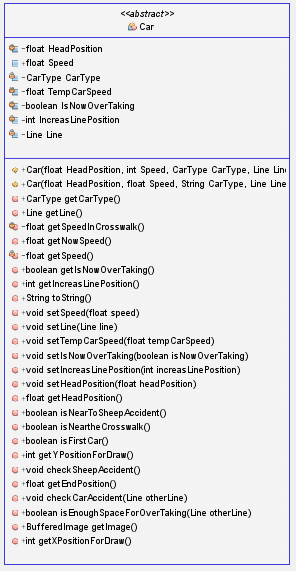 <<abstract>>
Car
-float HeadPosition
+float Speed
-CarType CarType
-float TempCarSpeed
-boolean IsNowOverTaking
-int IncreasLinePosition
-Line Line
+Car(float HeadPosition, int Speed, CarType CarType, Line Line
+Car(float HeadPosition, float Speed, String CarType, Line Line
+CarType getCarType()
+Line getLine()
-float getSpeedInCrosswalk()
+float getNowSpeed()
-float getSpeed()
+boolean getIsNowOverTaking()
+int getIncreasLinePosition()
+String toString()
+void setSpeed(float speed)
+void setLine(Line line)
+void setTempCarSpeed(float tempCarSpeed)
+void setIsNowOverTaking(boolean isNowOverTaking)
+void setIncreasLinePosition(int increasLinePosition)
+void setHeadPosition(float headPosition)
+float getHeadPosition()
+boolean isNearToSheepAccident()
+boolean isNeartheCrosswalk()
+boolean isFirstCar()
+int getYPositionForDraw()
+void checkSheepAccident()
+float getEndPosition()
+void checkCarAccident(Line otherLine)
+boolean isEnoughSpaceForOverTaking(Line otherLine)
+BufferedImage getImage()
+int getXPositionForDraw()